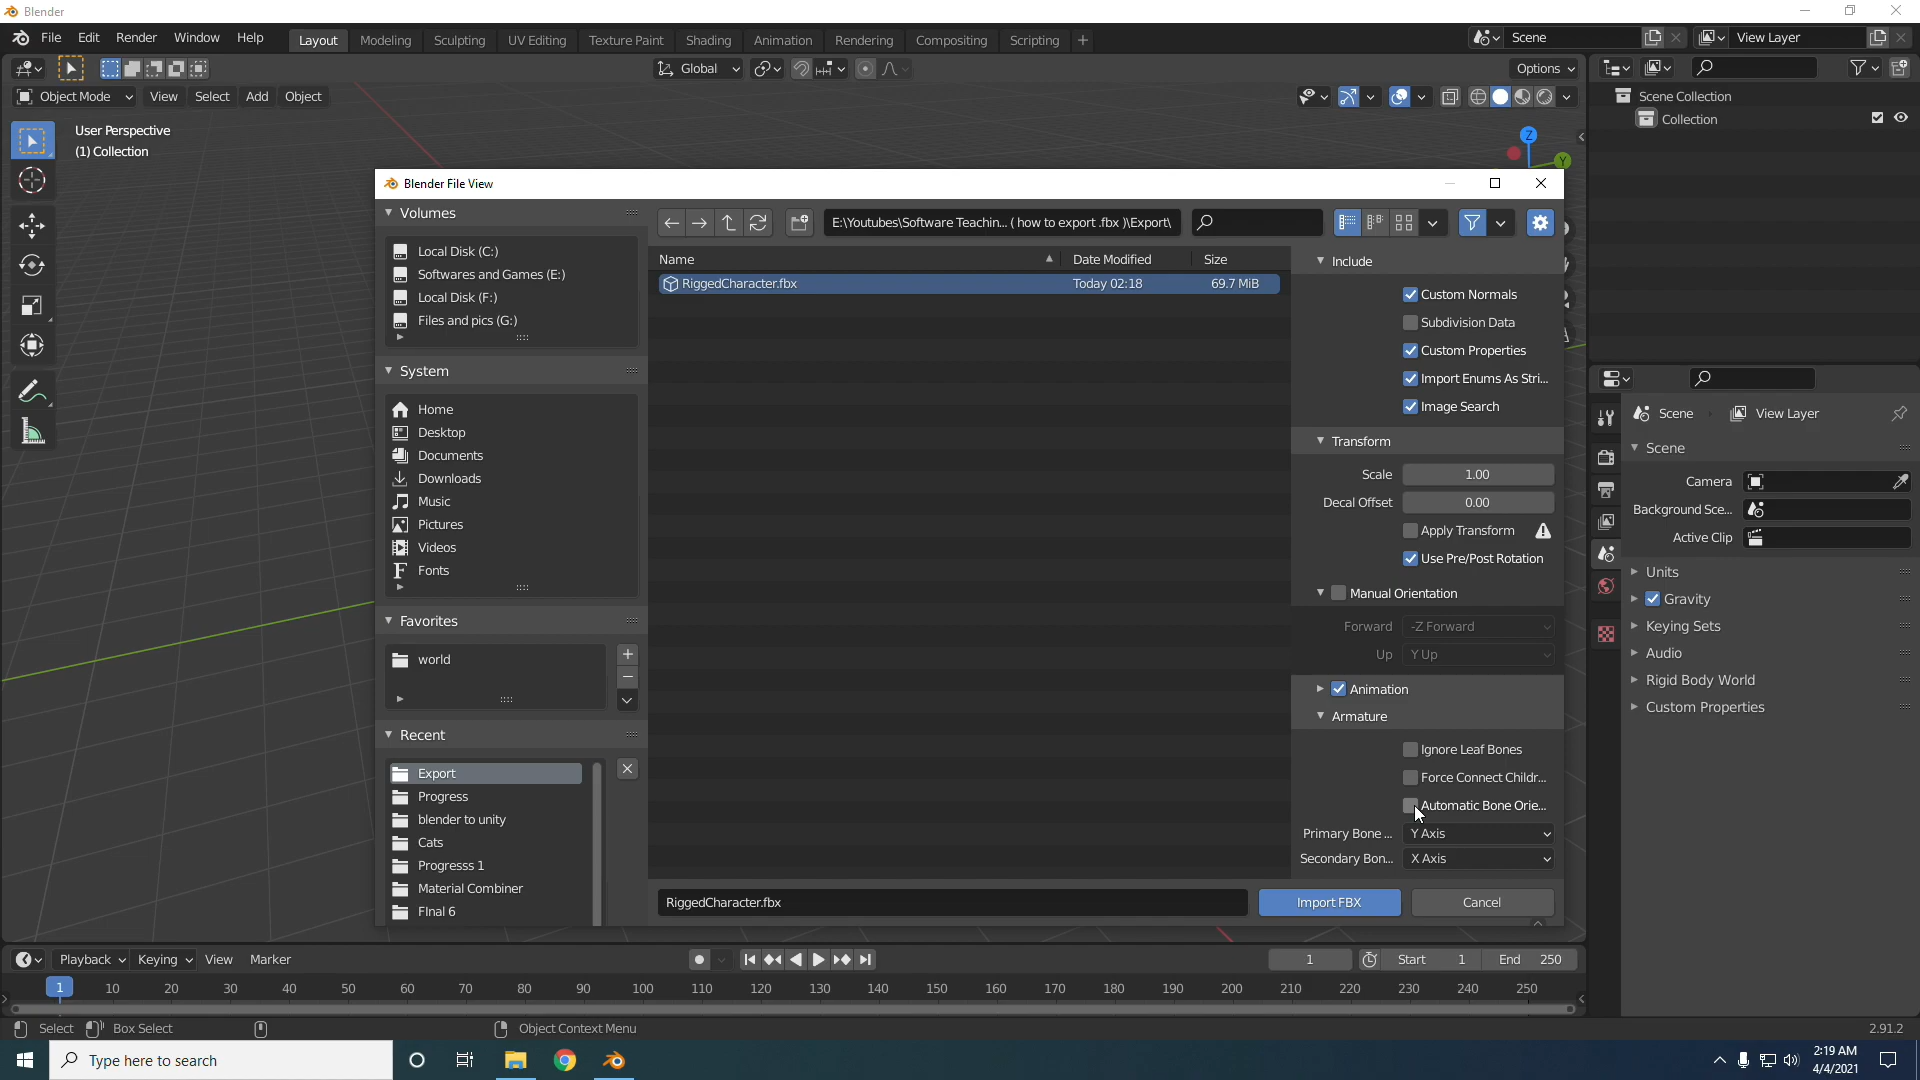 Blender
File Edit Render Window Help Layout Modeling Sculpting UV Editing Texture Paint Shading Animation Rendering Compositing Scripting + Scene View Layer
Global Options
Object Mode View Select Add Object
Scene Collection
Collection
User Perspective
(1) Collection
Z
Y
Blender File View
Volumes
Local Disk (C:)
Softwares and Games (E:)
Local Disk (F:)
Files and pics (G:)
System
Home
Desktop
Documents
Downloads
Music
Pictures
Videos
Fonts
Favorites
world
Recent
Export
Progress
blender to unity
Cats
Progresss 1
Material Combiner
FInal 6
E:\Youtubes\Software Teachin... ( how to export .fbx )\Export\
Name Date Modified Size
RiggedCharacter.fbx Today 02:18 69.7 MiB
Include
Custom Normals
Subdivision Data
Custom Properties
Import Enums As Stri...
Image Search
Transform
Scale 1.00
Decal Offset 0.00
Apply Transform
Use Pre/Post Rotation
Manual Orientation
Forward -Z Forward
Up Y Up
Animation
Armature
Ignore Leaf Bones
Force Connect Childr...
Automatic Bone Orie...
Primary Bone ... Y Axis
Secondary Bon... X Axis
RiggedCharacter.fbx Import FBX Cancel
Scene View Layer
Scene
Camera
Background Sce...
Active Clip
Units
Gravity
Keying Sets
Audio
Rigid Body World
Custom Properties
Playback Keying View Marker 1 Start 1 End 250
1 10 20 30 40 50 60 70 80 90 100 110 120 130 140 150 160 170 180 190 200 210 220 230 240 250
Select Box Select Object Context Menu 2.91.2
Type here to search
2:19 AM
4/4/2021